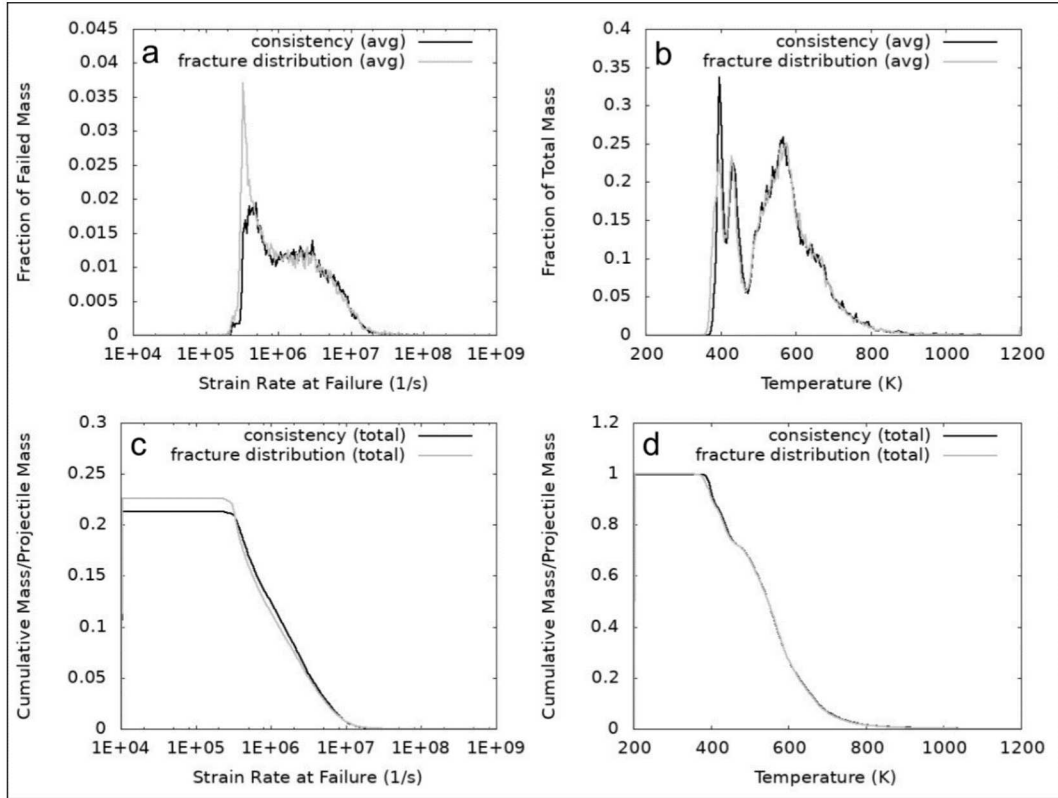 a
consistency (avg)
fracture distribution (avg)
0.045
0.04
0.035
0.03
0.025
0.02
0.015
0.01
0.005
0
Fraction of Failed Mass
1E+04 1E+05 1E+06 1E+07 1E+08 1E+09
Strain Rate at Failure (1/s)
b
consistency (avg)
fracture distribution (avg)
0.4
0.35
0.3
0.25
0.2
0.15
0.1
0.05
0
Fraction of Total Mass
200 400 600 800 1000 1200
Temperature (K)
c
consistency (total)
fracture distribution (total)
0.3
0.25
0.2
0.15
0.1
0.05
0
Cumulative Mass/Projectile Mass
1E+04 1E+05 1E+06 1E+07 1E+08 1E+09
Strain Rate at Failure (1/s)
d
consistency (total)
fracture distribution (total)
1.2
1
0.8
0.6
0.4
0.2
0
Cumulative Mass/Projectile Mass
200 400 600 800 1000 1200
Temperature (K)